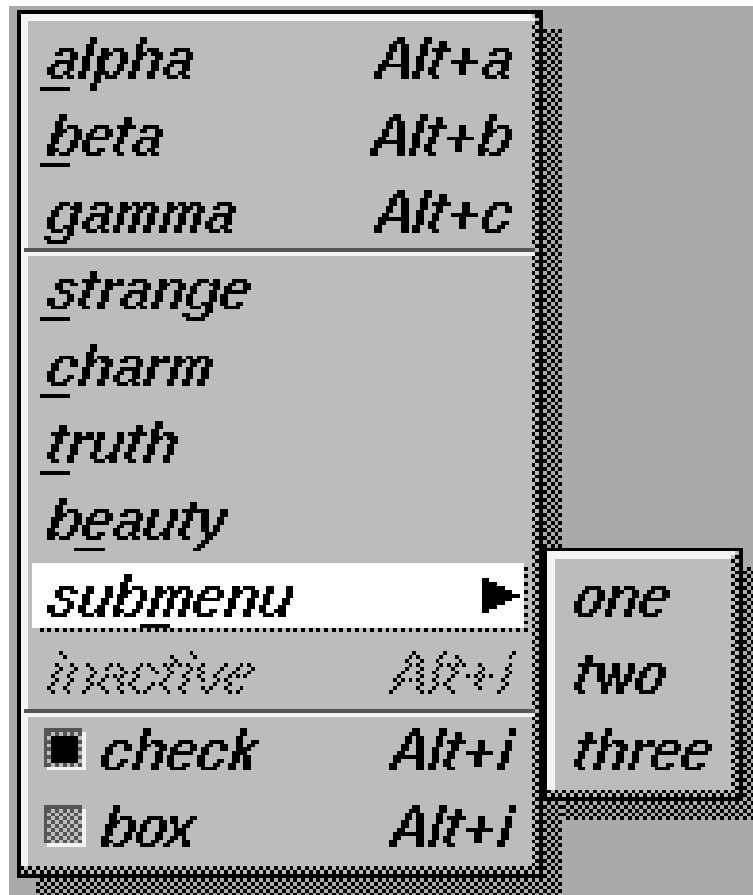 alpha Alt+a
beta Alt+b
gamma Alt+c
strange
charm
truth
beauty
submenu
inactive Alt+i
check Alt+i
box Alt+i
one
two
three